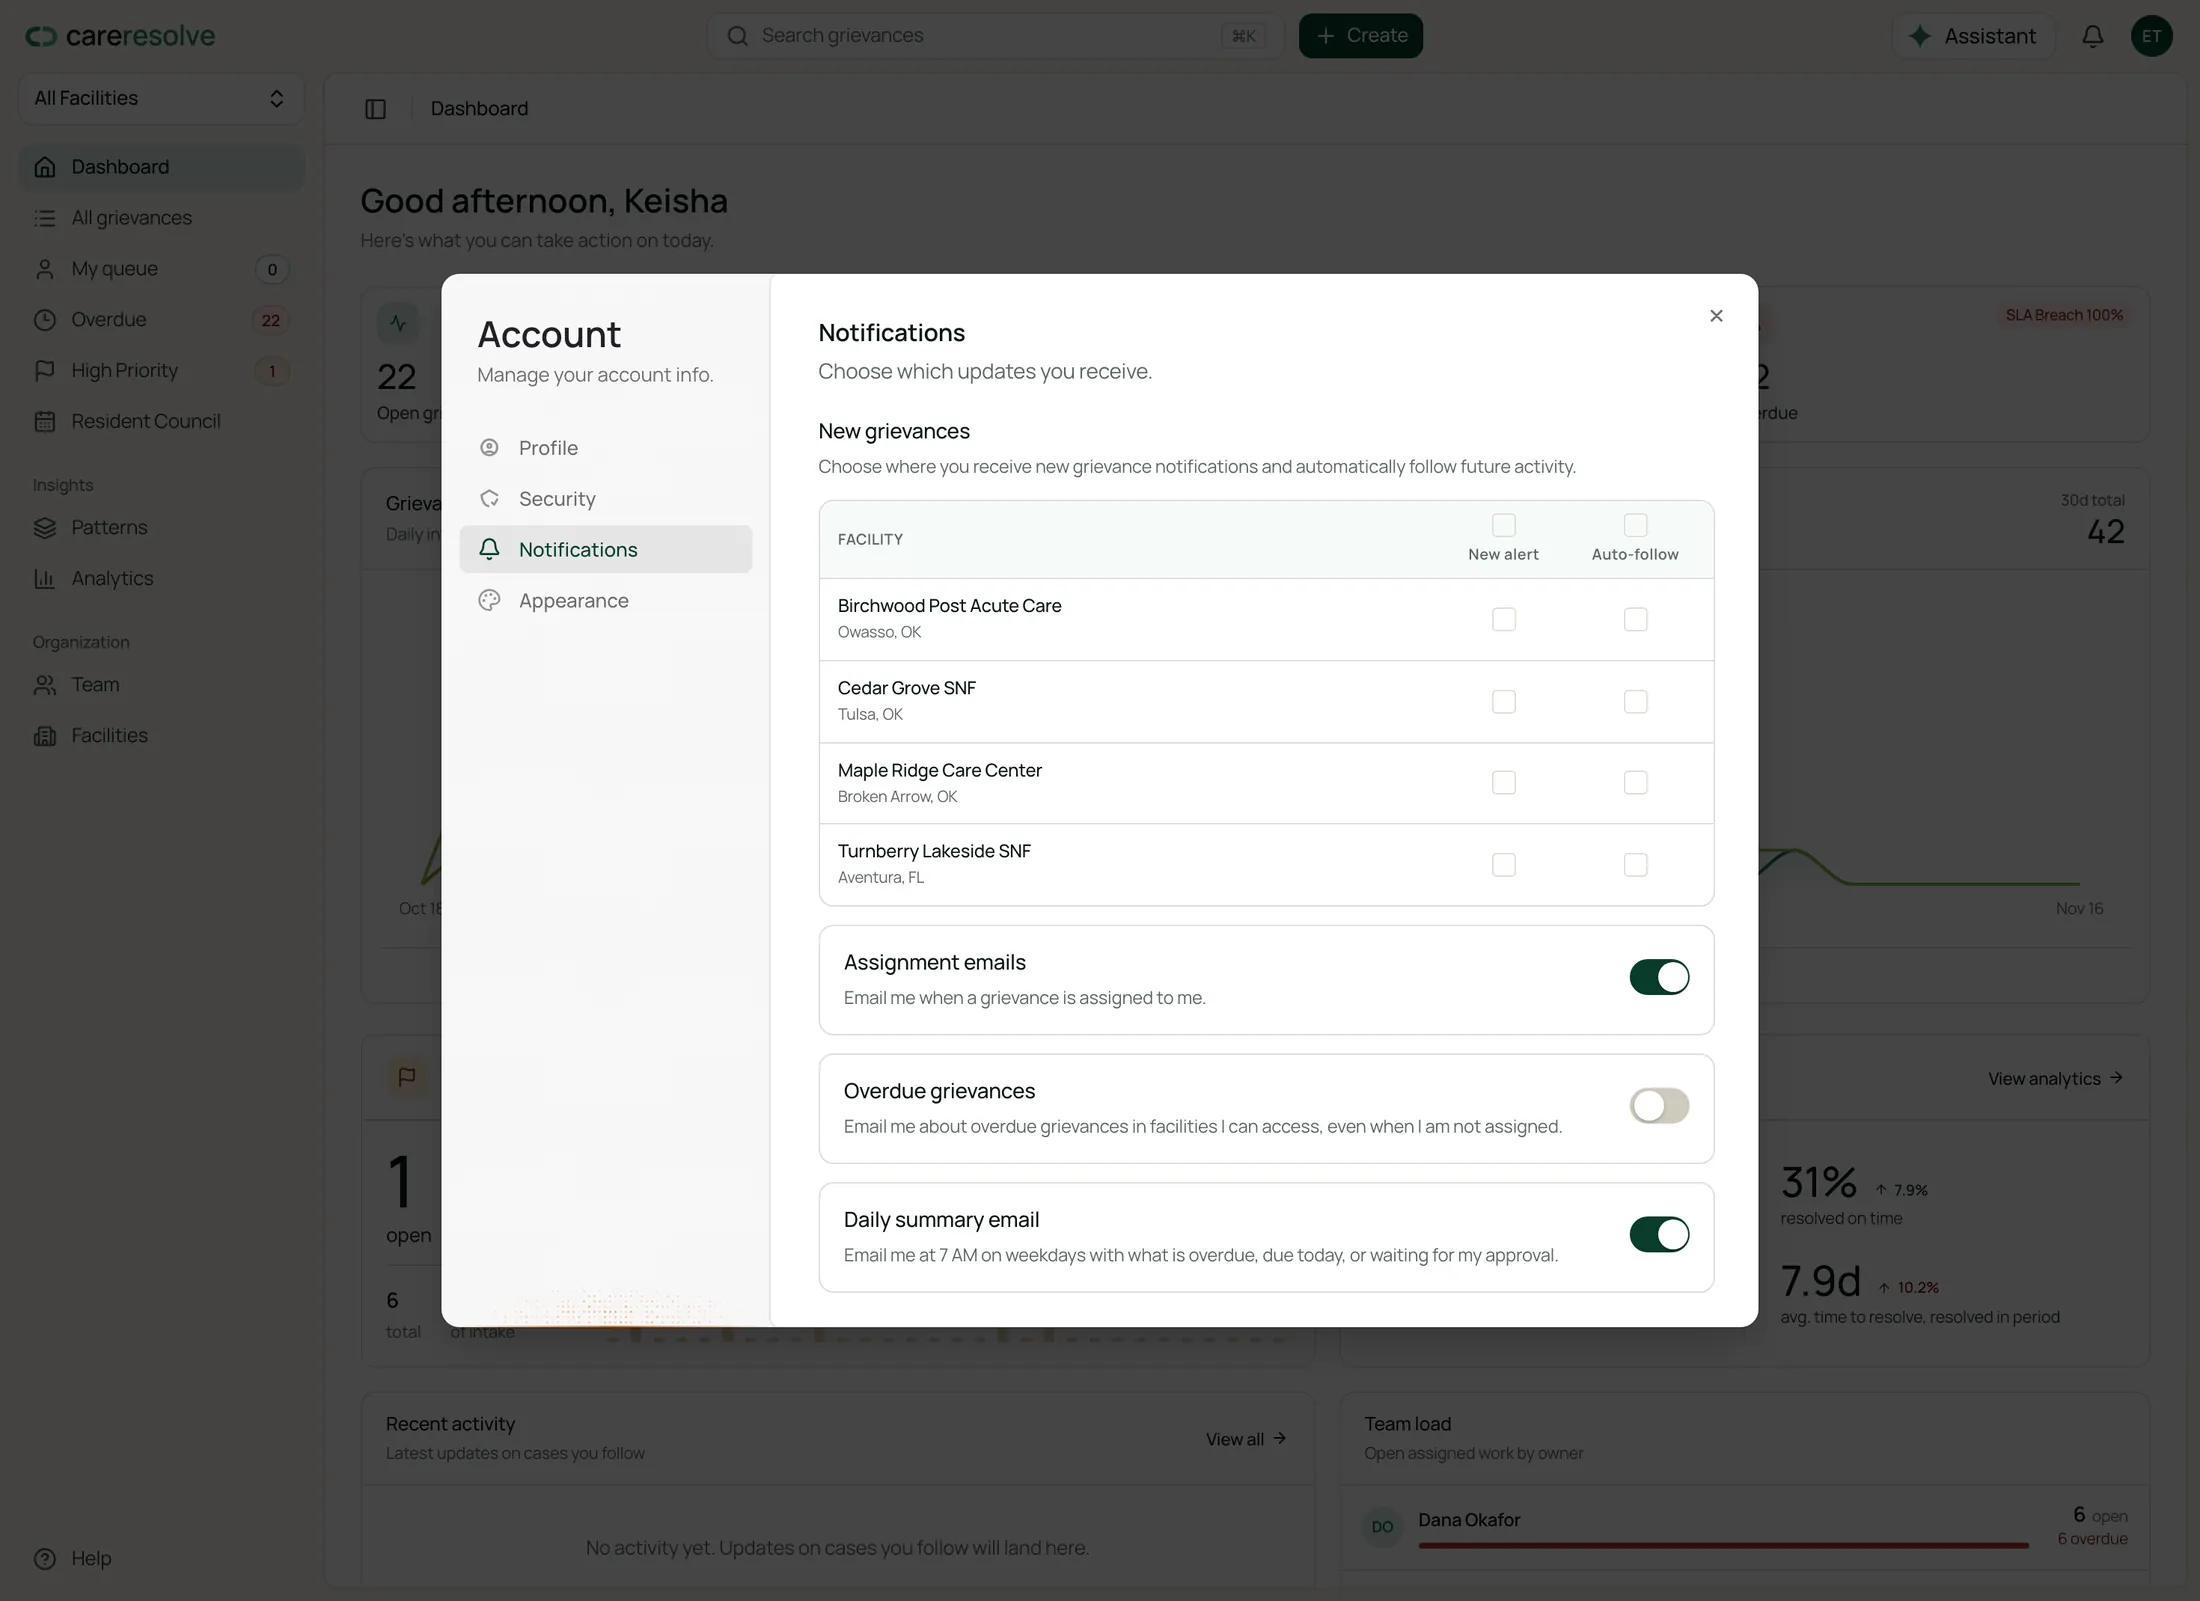 careresolve
Search grievances
⌘K
Create
Assistant
ET
All Facilities
Dashboard
Dashboard
All grievances
My queue
0
Overdue
22
High Priority
1
Resident Council
Insights
Patterns
Analytics
Organization
Team
Facilities
Help
Good afternoon, Keisha
Here's what you can take action on today.
22
Open gr
SLA Breach 100%
2
rdue
Grieva
Daily in
30d total
42
Oct 18
Nov 16
Account
Manage your account info.
Profile
Security
Notifications
Appearance
Notifications
Choose which updates you receive.
New grievances
Choose where you receive new grievance notifications and automatically follow future activity.
FACILITY
New alert
Auto-follow
Birchwood Post Acute Care
Owasso, OK
Cedar Grove SNF
Tulsa, OK
Maple Ridge Care Center
Broken Arrow, OK
Turnberry Lakeside SNF
Aventura, FL
Assignment emails
Email me when a grievance is assigned to me.
Overdue grievances
Email me about overdue grievances in facilities I can access, even when I am not assigned.
Daily summary email
Email me at 7 AM on weekdays with what is overdue, due today, or waiting for my approval.
View analytics
1
open
6
total
of intake
31% 7.9%
resolved on time
7.9d 10.2%
avg. time to resolve, resolved in period
Recent activity
Latest updates on cases you follow
View all
No activity yet. Updates on cases you follow will land here.
Team load
Open assigned work by owner
DO
Dana Okafor
6 open
6 overdue